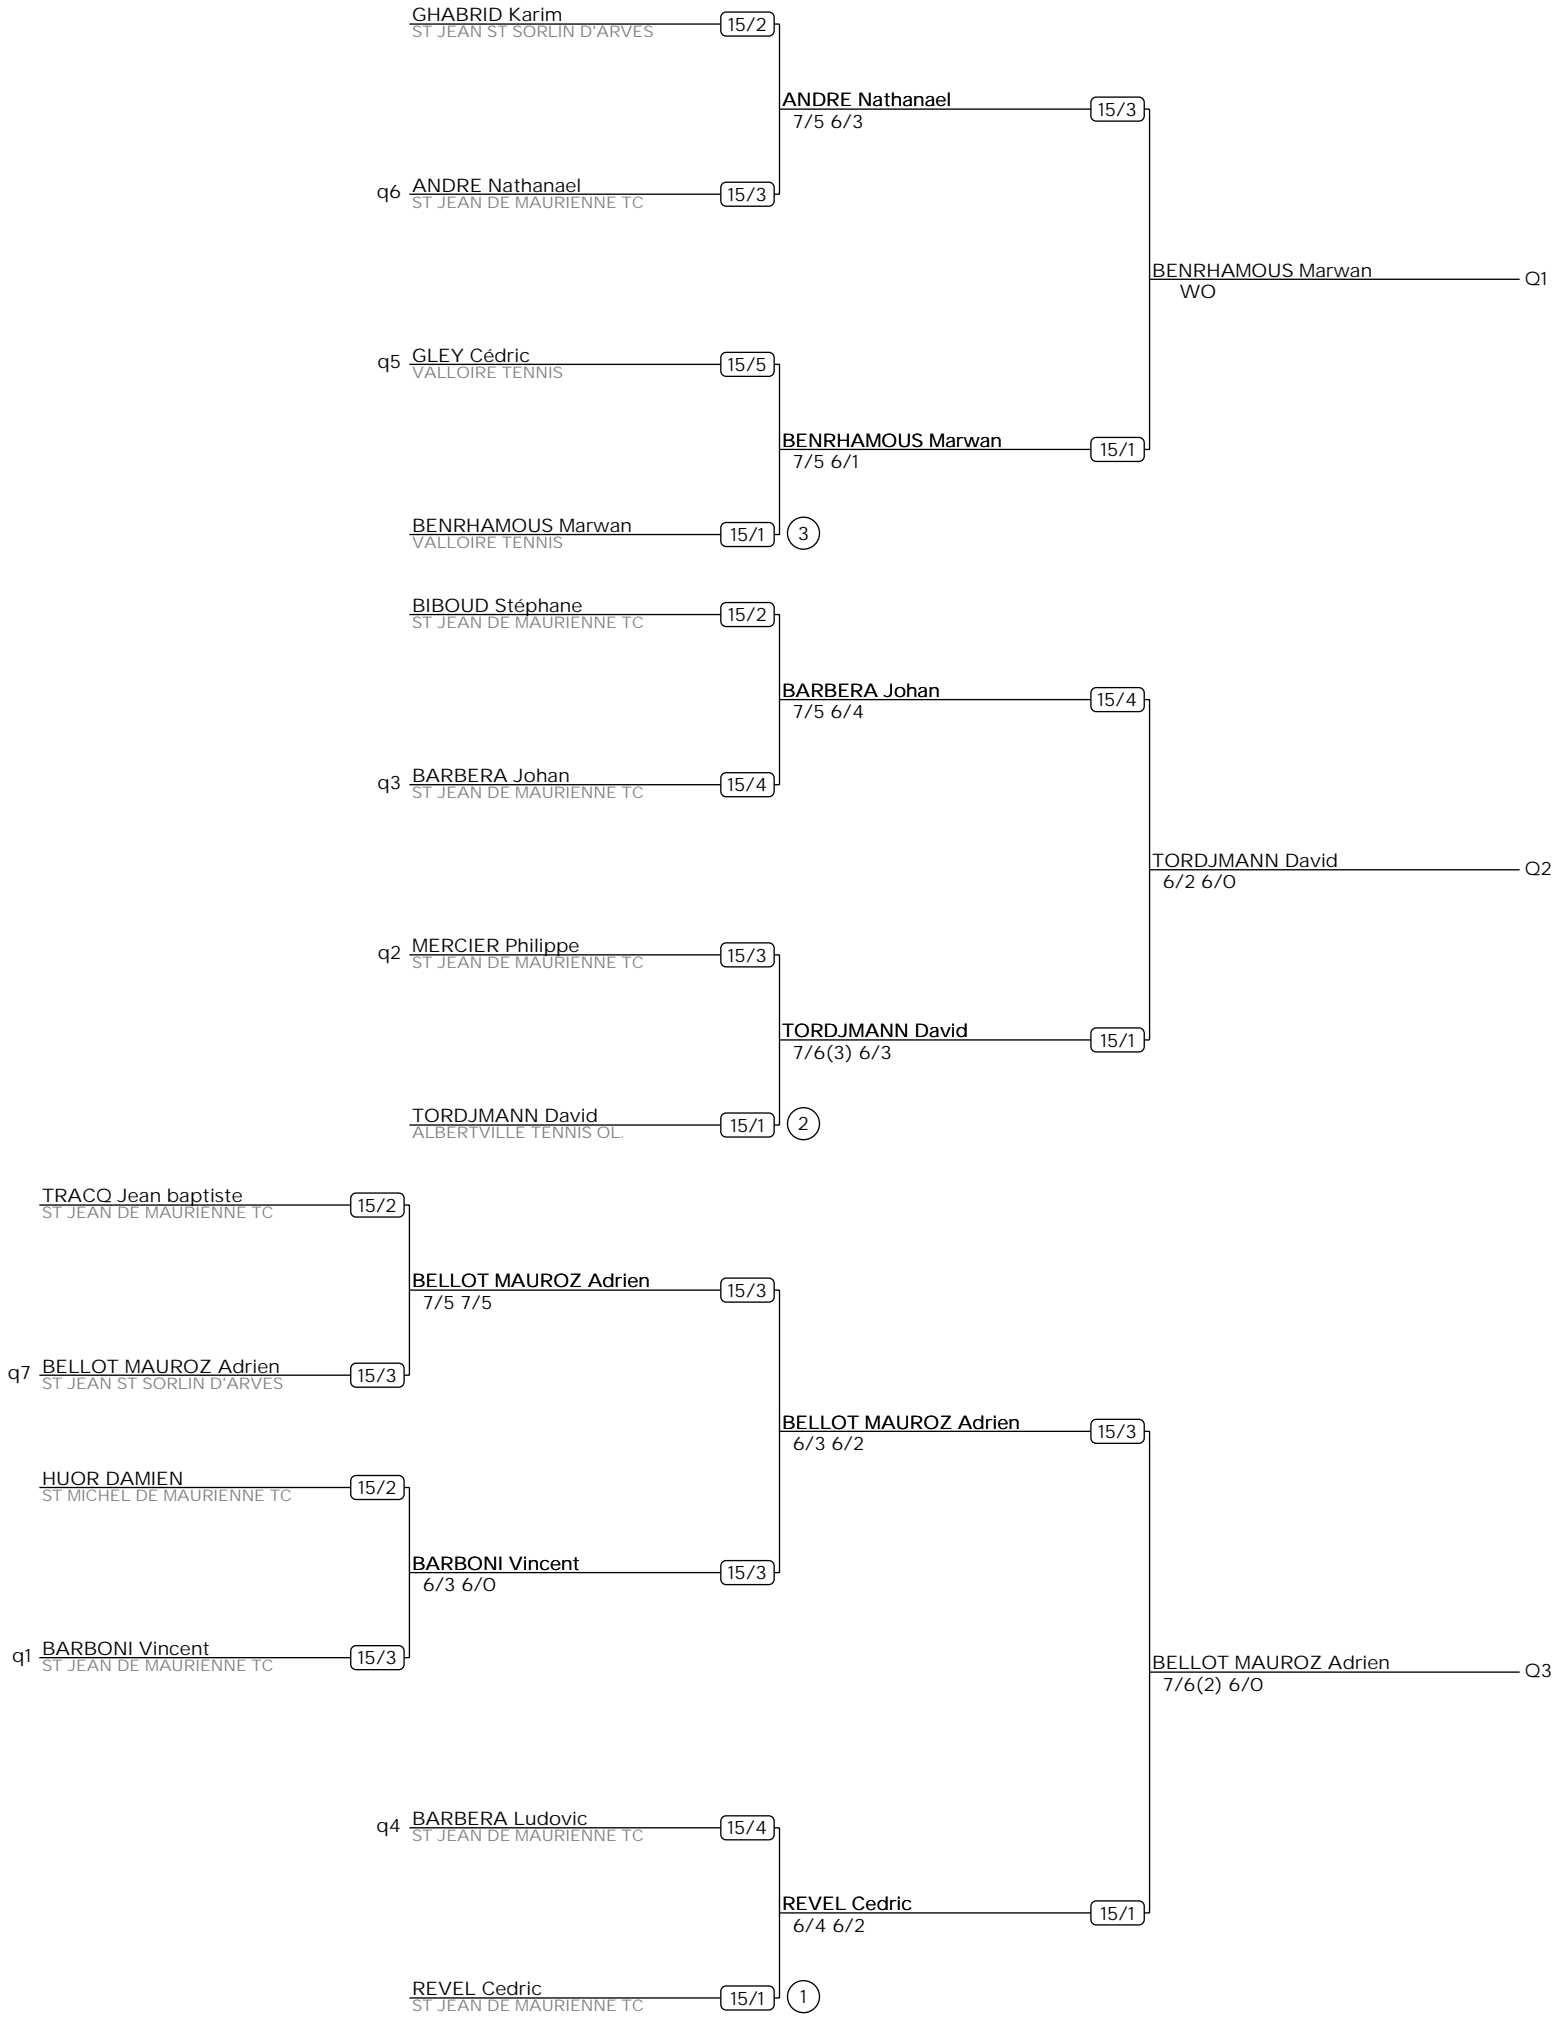 GHABRID Karim 15/2
ST JEAN ST SORLIN D'ARVES
ANDRE Nathanael 15/3
7/5 6/3
q6 ANDRE Nathanael 15/3
ST JEAN DE MAURIENNE TC
BENRHAMOUS Marwan Q1
WO
q5 GLEY Cédric 15/5
VALLOIRE TENNIS
BENRHAMOUS Marwan 15/1
7/5 6/1
BENRHAMOUS Marwan 15/1 3
VALLOIRE TENNIS
BIBOUD Stéphane 15/2
ST JEAN DE MAURIENNE TC
BARBERA Johan 15/4
7/5 6/4
q3 BARBERA Johan 15/4
ST JEAN DE MAURIENNE TC
TORDJMANN David Q2
6/2 6/0
q2 MERCIER Philippe 15/3
ST JEAN DE MAURIENNE TC
TORDJMANN David 15/1
7/6(3) 6/3
TORDJMANN David 15/1 2
ALBERTVILLE TENNIS OL.
TRACQ Jean baptiste 15/2
ST JEAN DE MAURIENNE TC
BELLOT MAUROZ Adrien 15/3
7/5 7/5
q7 BELLOT MAUROZ Adrien 15/3
ST JEAN ST SORLIN D'ARVES
BELLOT MAUROZ Adrien 15/3
6/3 6/2
HUOR DAMIEN 15/2
ST MICHEL DE MAURIENNE TC
BARBONI Vincent 15/3
6/3 6/0
q1 BARBONI Vincent 15/3
ST JEAN DE MAURIENNE TC
BELLOT MAUROZ Adrien Q3
7/6(2) 6/0
q4 BARBERA Ludovic 15/4
ST JEAN DE MAURIENNE TC
REVEL Cedric 15/1
6/4 6/2
REVEL Cedric 15/1 1
ST JEAN DE MAURIENNE TC